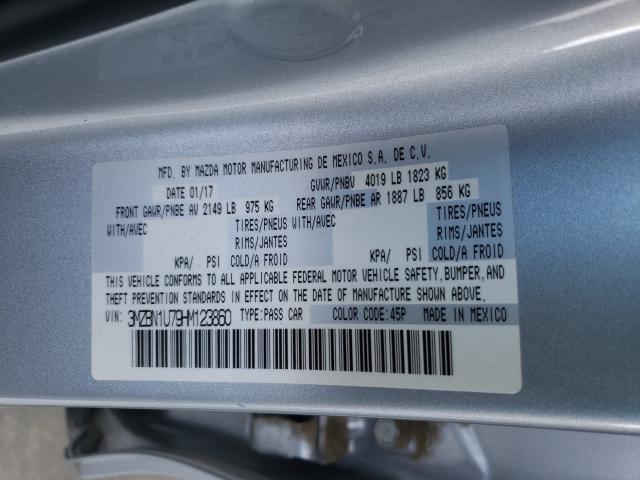 MFD. BY MAZDA MOTOR MANUFACTURING DE MEXICO S.A. DE C.V.
DATE 01/17 GVWR/PNBV 4019 LB 1823 KG
FRONT GAWR/PNBE AV 2149 LB 975 KG REAR GAWR/PNBE AR 1887 LB 856 KG
WITH/AVEC TIRES/PNEUS WITH/AVEC TIRES/PNEUS
RIMS/JANTES RIMS/JANTES
KPA/ PSI COLD/A FROID KPA/ PSI COLD/A FROID
THIS VEHICLE CONFORMS TO ALL APPLICABLE FEDERAL MOTOR VEHICLE SAFETY, BUMPER, AND
THEFT PREVENTION STANDARDS IN EFFECT ON THE DATE OF MANUFACTURE SHOWN ABOVE.
VIN: 3MZBN1U79HM123860 TYPE:PASS CAR COLOR CODE:45P MADE IN MEXICO